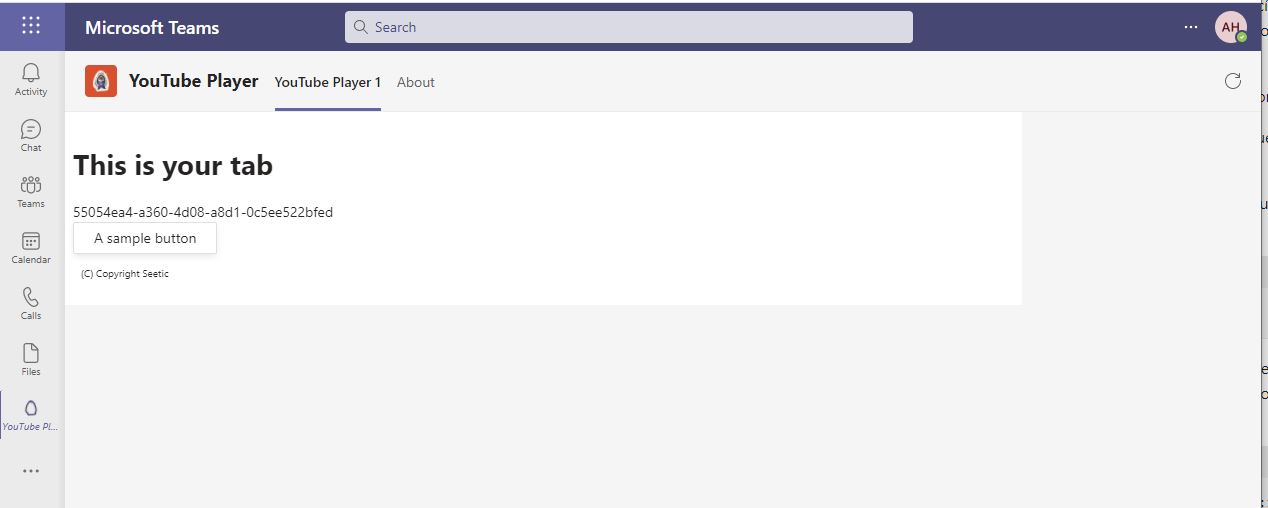 Microsoft Teams
Search
AH
Activity
Chat
Teams
Calendar
Calls
Files
YouTube Pl...
YouTube Player
YouTube Player 1
About
This is your tab
55054ea4-a360-4d08-a8d1-0c5ee522bfed
A sample button
(C) Copyright Seetic